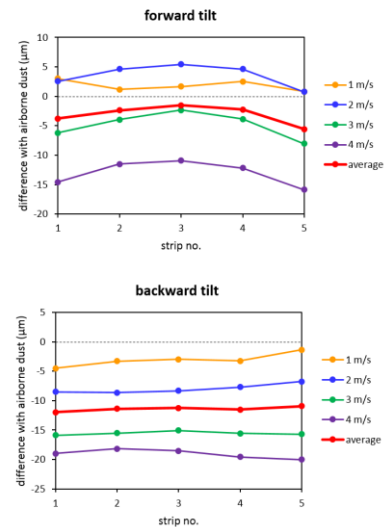 forward tilt
difference with airborne dust (µm)
10
5
0
-5
-10
-15
-20
1 2 3 4 5
strip no.
1 m/s
2 m/s
3 m/s
4 m/s
average
backward tilt
difference with airborne dust (µm)
5
0
-5
-10
-15
-20
-25
1 2 3 4 5
strip no.
1 m/s
2 m/s
3 m/s
4 m/s
average